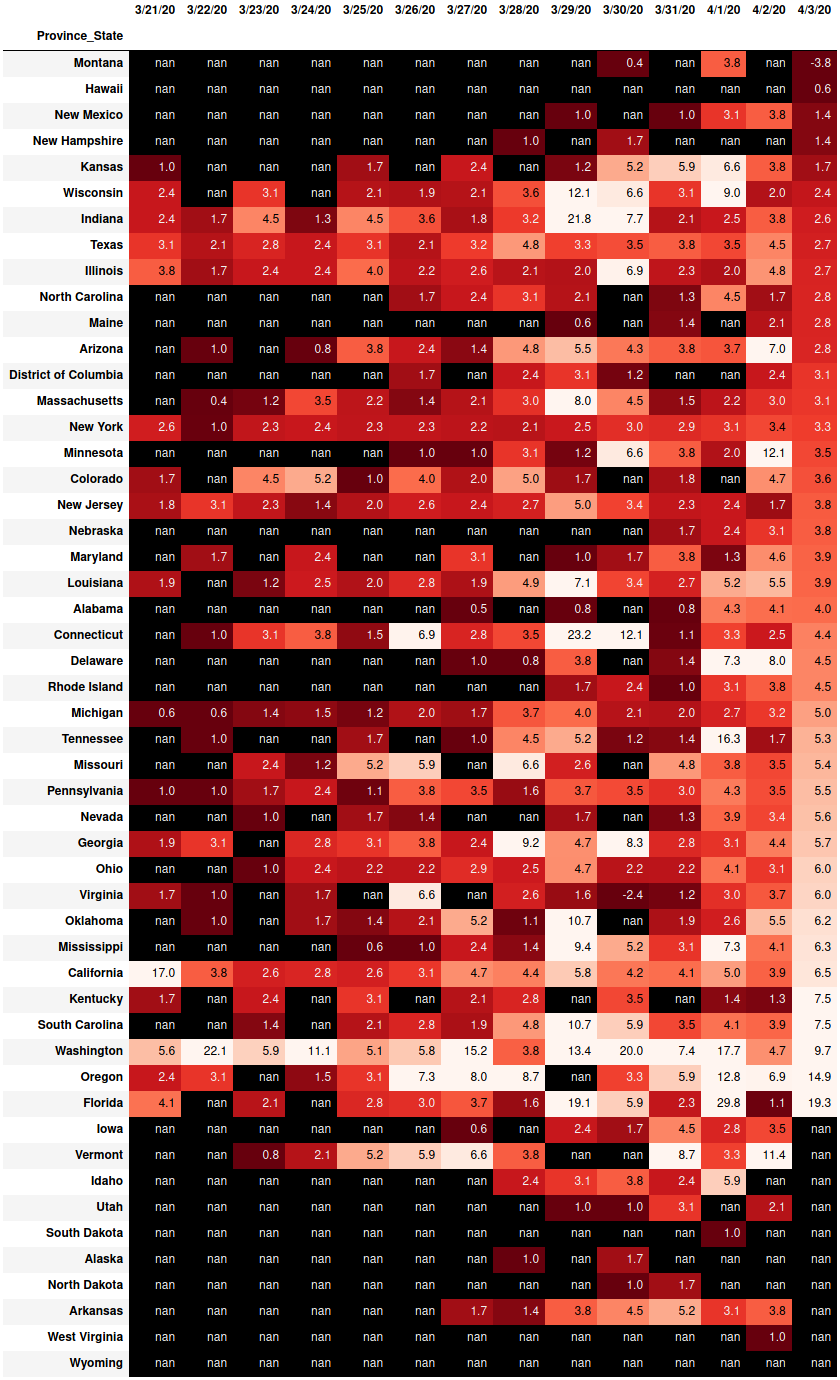 3/21/20 3/22/20 3/23/20 3/24/20 3/25/20 3/26/20 3/27/20 3/28/20 3/29/20 3/30/20 3/31/20 4/1/20 4/2/20 4/3/20
Province_State
Montana nan nan nan nan nan nan nan nan nan 0.4 nan 3.8 nan -3.8
Hawaii nan nan nan nan nan nan nan nan nan nan nan nan nan 0.6
New Mexico nan nan nan nan nan nan nan nan 1.0 nan 1.0 3.1 3.8 1.4
New Hampshire nan nan nan nan nan nan nan 1.0 nan 1.7 nan nan nan 1.4
Kansas 1.0 nan nan nan 1.7 nan 2.4 nan 1.2 5.2 5.9 6.6 3.8 1.7
Wisconsin 2.4 nan 3.1 nan 2.1 1.9 2.1 3.6 12.1 6.6 3.1 9.0 2.0 2.4
Indiana 2.4 1.7 4.5 1.3 4.5 3.6 1.8 3.2 21.8 7.7 2.1 2.5 3.8 2.6
Texas 3.1 2.1 2.8 2.4 3.1 2.1 3.2 4.8 3.3 3.5 3.8 3.5 4.5 2.7
Illinois 3.8 1.7 2.4 2.4 4.0 2.2 2.6 2.1 2.0 6.9 2.3 2.0 4.8 2.7
North Carolina nan nan nan nan nan 1.7 2.4 3.1 2.1 nan 1.3 4.5 1.7 2.8
Maine nan nan nan nan nan nan nan nan 0.6 nan 1.4 nan 2.1 2.8
Arizona nan 1.0 nan 0.8 3.8 2.4 1.4 4.8 5.5 4.3 3.8 3.7 7.0 2.8
District of Columbia nan nan nan nan nan 1.7 nan 2.4 3.1 1.2 nan nan 2.4 3.1
Massachusetts nan 0.4 1.2 3.5 2.2 1.4 2.1 3.0 8.0 4.5 1.5 2.2 3.0 3.1
New York 2.6 1.0 2.3 2.4 2.3 2.3 2.2 2.1 2.5 3.0 2.9 3.1 3.4 3.3
Minnesota nan nan nan nan nan 1.0 1.0 3.1 1.2 6.6 3.8 2.0 12.1 3.5
Colorado 1.7 nan 4.5 5.2 1.0 4.0 2.0 5.0 1.7 nan 1.8 nan 4.7 3.6
New Jersey 1.8 3.1 2.3 1.4 2.0 2.6 2.4 2.7 5.0 3.4 2.3 2.4 1.7 3.8
Nebraska nan nan nan nan nan nan nan nan nan nan 1.7 2.4 3.1 3.8
Maryland nan 1.7 nan 2.4 nan nan 3.1 nan 1.0 1.7 3.8 1.3 4.6 3.9
Louisiana 1.9 nan 1.2 2.5 2.0 2.8 1.9 4.9 7.1 3.4 2.7 5.2 5.5 3.9
Alabama nan nan nan nan nan nan 0.5 nan 0.8 nan 0.8 4.3 4.1 4.0
Connecticut nan 1.0 3.1 3.8 1.5 6.9 2.8 3.5 23.2 12.1 1.1 3.3 2.5 4.4
Delaware nan nan nan nan nan nan 1.0 0.8 3.8 nan 1.4 7.3 8.0 4.5
Rhode Island nan nan nan nan nan nan nan nan 1.7 2.4 1.0 3.1 3.8 4.5
Michigan 0.6 0.6 1.4 1.5 1.2 2.0 1.7 3.7 4.0 2.1 2.0 2.7 3.2 5.0
Tennessee nan 1.0 nan nan 1.7 nan 1.0 4.5 5.2 1.2 1.4 16.3 1.7 5.3
Missouri nan nan 2.4 1.2 5.2 5.9 nan 6.6 2.6 nan 4.8 3.8 3.5 5.4
Pennsylvania 1.0 1.0 1.7 2.4 1.1 3.8 3.5 1.6 3.7 3.5 3.0 4.3 3.5 5.5
Nevada nan nan 1.0 nan 1.7 1.4 nan nan 1.7 nan 1.3 3.9 3.4 5.6
Georgia 1.9 3.1 nan 2.8 3.1 3.8 2.4 9.2 4.7 8.3 2.8 3.1 4.4 5.7
Ohio nan nan 1.0 2.4 2.2 2.2 2.9 2.5 4.7 2.2 2.2 4.1 3.1 6.0
Virginia 1.7 1.0 nan 1.7 nan 6.6 nan 2.6 1.6 -2.4 1.2 3.0 3.7 6.0
Oklahoma nan 1.0 nan 1.7 1.4 2.1 5.2 1.1 10.7 nan 1.9 2.6 5.5 6.2
Mississippi nan nan nan nan 0.6 1.0 2.4 1.4 9.4 5.2 3.1 7.3 4.1 6.3
California 17.0 3.8 2.6 2.8 2.6 3.1 4.7 4.4 5.8 4.2 4.1 5.0 3.9 6.5
Kentucky 1.7 nan 2.4 nan 3.1 nan 2.1 2.8 nan 3.5 nan 1.4 1.3 7.5
South Carolina nan nan 1.4 nan 2.1 2.8 1.9 4.8 10.7 5.9 3.5 4.1 3.9 7.5
Washington 5.6 22.1 5.9 11.1 5.1 5.8 15.2 3.8 13.4 20.0 7.4 17.7 4.7 9.7
Oregon 2.4 3.1 nan 1.5 3.1 7.3 8.0 8.7 nan 3.3 5.9 12.8 6.9 14.9
Florida 4.1 nan 2.1 nan 2.8 3.0 3.7 1.6 19.1 5.9 2.3 29.8 1.1 19.3
Iowa nan nan nan nan nan nan 0.6 nan 2.4 1.7 4.5 2.8 3.5 nan
Vermont nan nan 0.8 2.1 5.2 5.9 6.6 3.8 nan nan 8.7 3.3 11.4 nan
Idaho nan nan nan nan nan nan nan 2.4 3.1 3.8 2.4 5.9 nan nan
Utah nan nan nan nan nan nan nan nan 1.0 1.0 3.1 nan 2.1 nan
South Dakota nan nan nan nan nan nan nan nan nan nan nan 1.0 nan nan
Alaska nan nan nan nan nan nan nan 1.0 nan 1.7 nan nan nan nan
North Dakota nan nan nan nan nan nan nan nan nan 1.0 1.7 nan nan nan
Arkansas nan nan nan nan nan nan 1.7 1.4 3.8 4.5 5.2 3.1 3.8 nan
West Virginia nan nan nan nan nan nan nan nan nan nan nan nan 1.0 nan
Wyoming nan nan nan nan nan nan nan nan nan nan nan nan nan nan